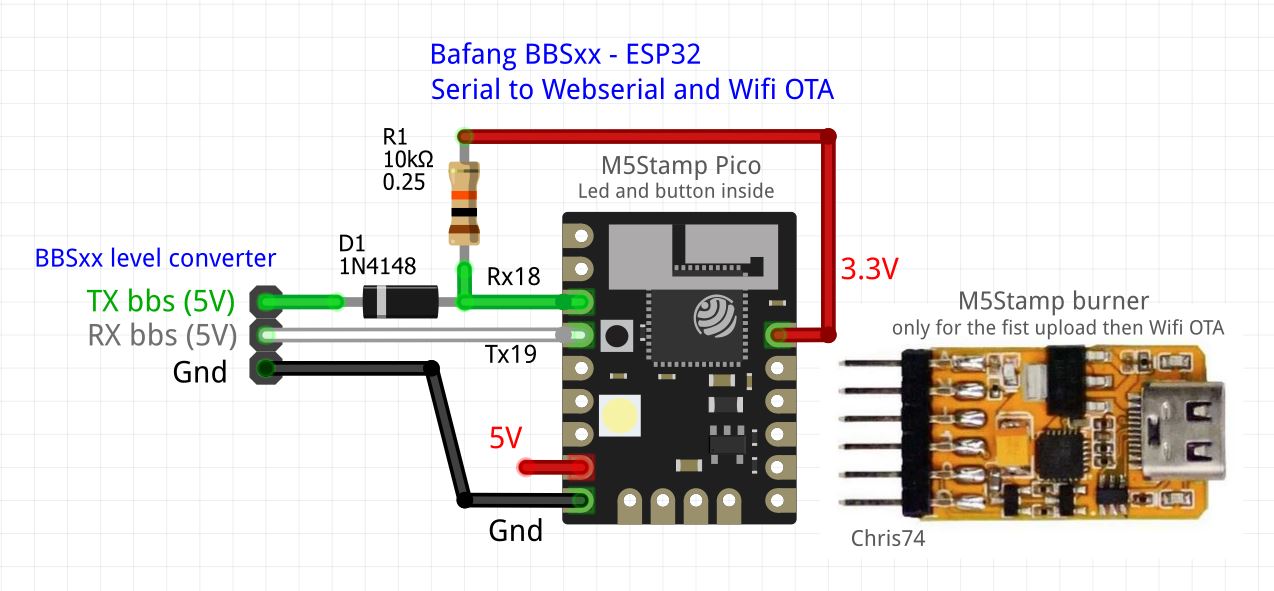 Bafang BBSxx - ESP32
Serial to Webserial and Wifi OTA
R1
10kΩ
0.25
M5Stamp Pico
Led and button inside
D1
1N4148
BBSxx level converter
Rx18
3.3V
TX bbs (5V)
RX bbs (5V)
Tx19
Gnd
5V
Gnd
M5Stamp burner
only for the fist upload then Wifi OTA
Chris74